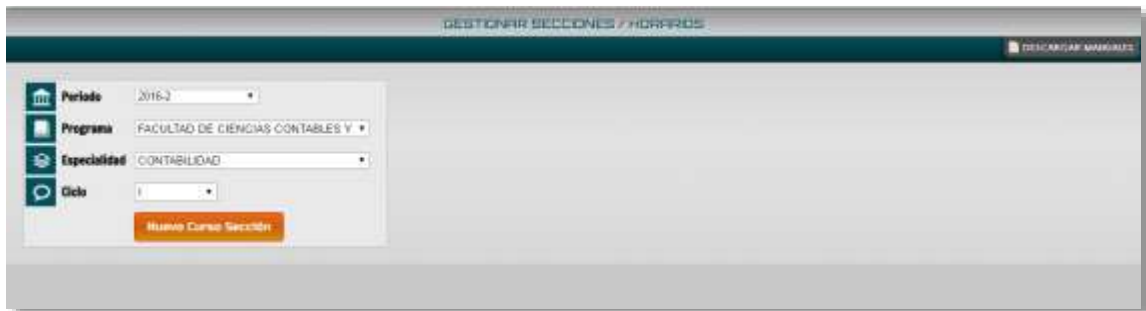 GESTIONAR SECCIONES / HORARIOS
DESCARGAR MANUALES
Periodo 2016-2
Programa FACULTAD DE CIENCIAS CONTABLES Y
Especialidad CONTABILIDAD
Ciclo I
Nuevo Curso Sección